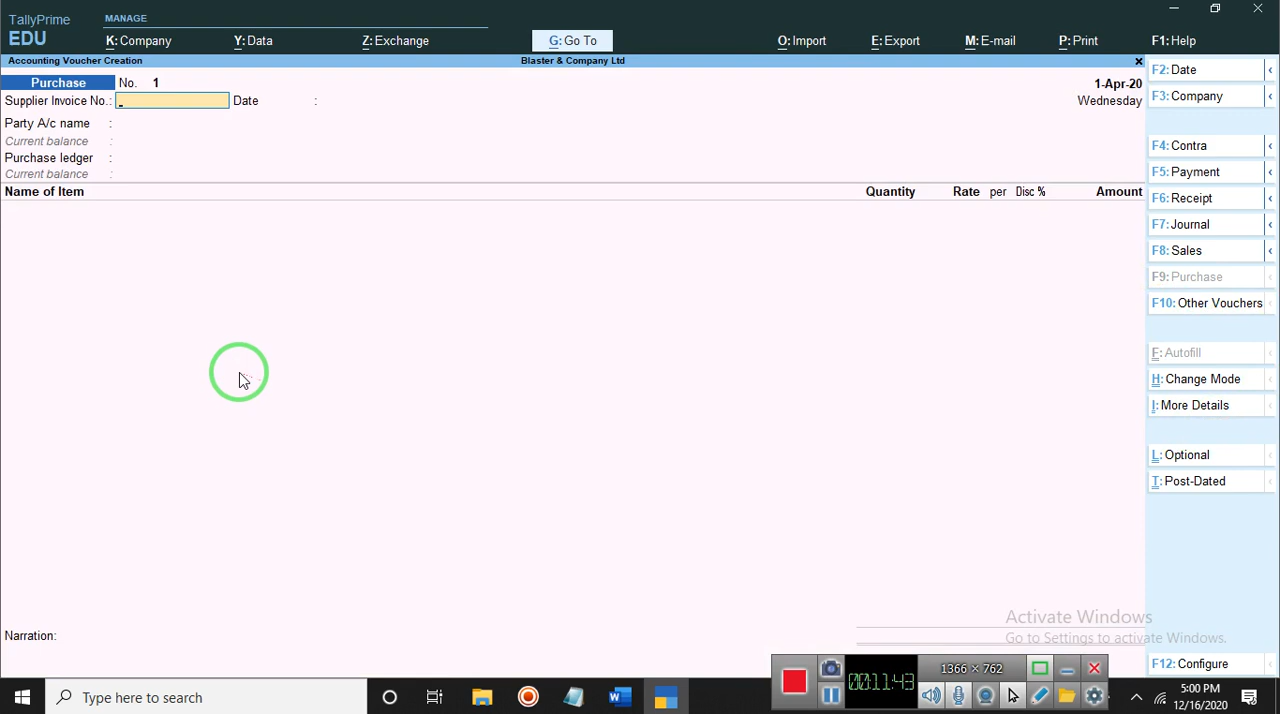 TallyPrime
EDU
MANAGE
K: Company
Y: Data
Z: Exchange
G: Go To
O: Import
E: Export
M: E-mail
P: Print
F1: Help
Accounting Voucher Creation
Blaster & Company Ltd
×
Purchase
No. 1
1-Apr-20
Supplier Invoice No.:
Date :
Wednesday
Party A/c name :
Current balance :
Purchase ledger :
Current balance :
Name of Item
Quantity
Rate
per
Disc %
Amount
F2: Date
F3: Company
F4: Contra
F5: Payment
F6: Receipt
F7: Journal
F8: Sales
F9: Purchase
F10: Other Vouchers
F: Autofill
H: Change Mode
I: More Details
L: Optional
T: Post-Dated
Activate Windows
Go to Settings to activate Windows.
Narration:
F12: Configure
00:11:43
1366 × 762
Type here to search
5:00 PM
12/16/2020